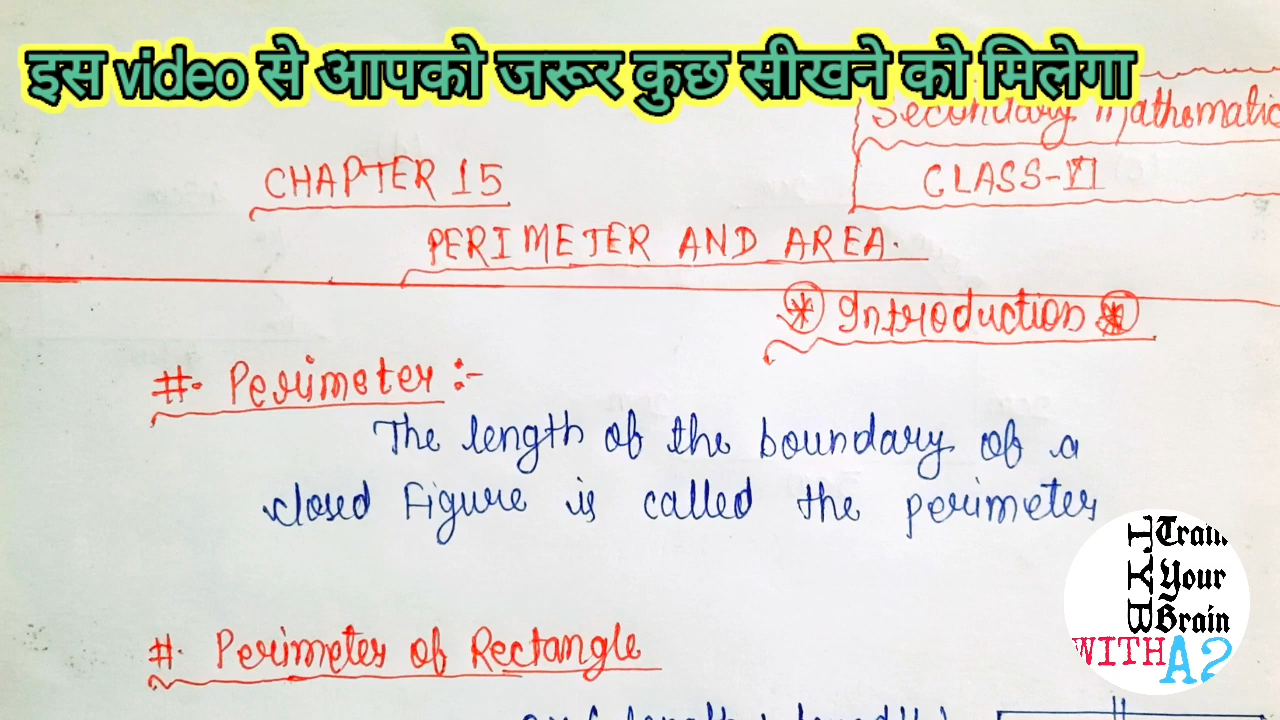 इस video से आपको जरूर कुछ सीखने को मिलेगा
Secondary Mathematic
CLASS-VI
CHAPTER 15
PERIMETER AND AREA.
Introduction
#. Perimeter :-
The length of the boundary of a
closed Figure is called the perimeter
TYB
Train
Your
Brain
WITH A2
#. Perimeter of Rectangle